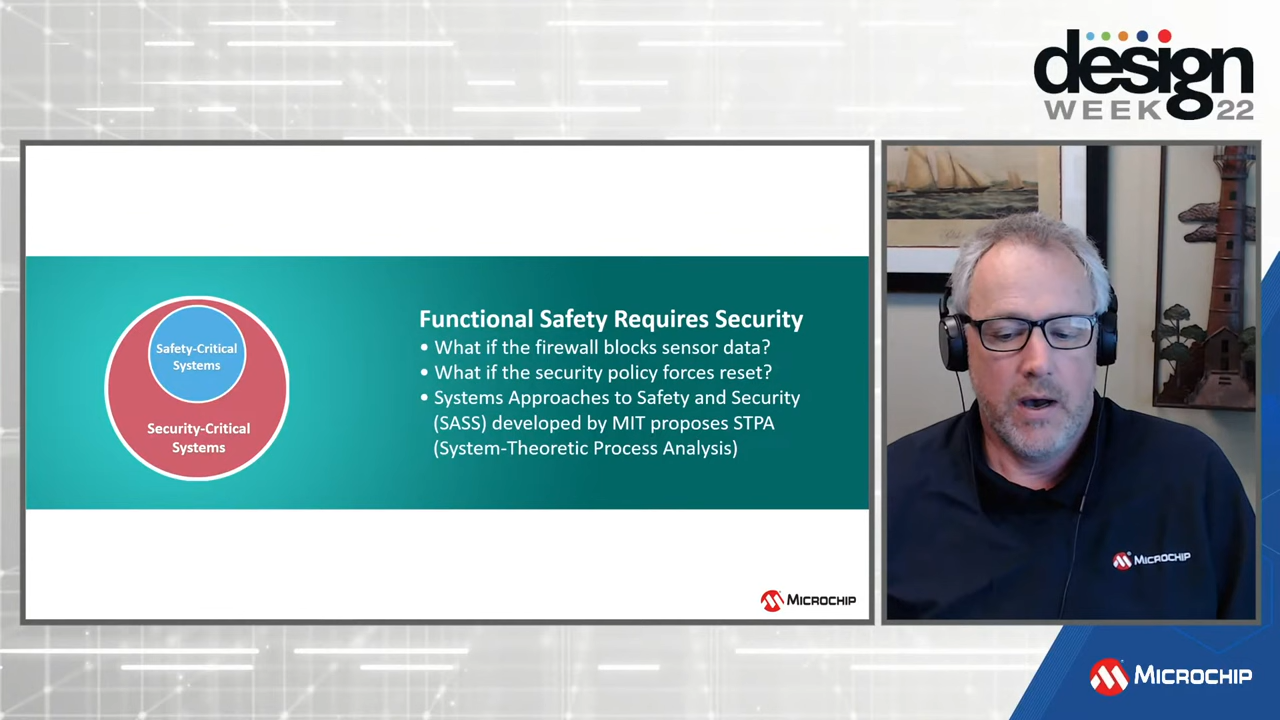 design
WEEK 22
Safety-Critical
Systems
Security-Critical
Systems
Functional Safety Requires Security
• What if the firewall blocks sensor data?
• What if the security policy forces reset?
• Systems Approaches to Safety and Security
(SASS) developed by MIT proposes STPA
(System-Theoretic Process Analysis)
MICROCHIP
MICROCHIP
MICROCHIP